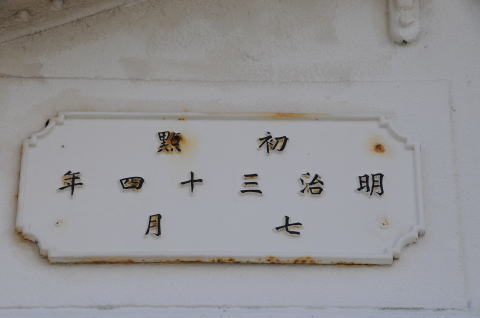 初點
明治三十四年
七月